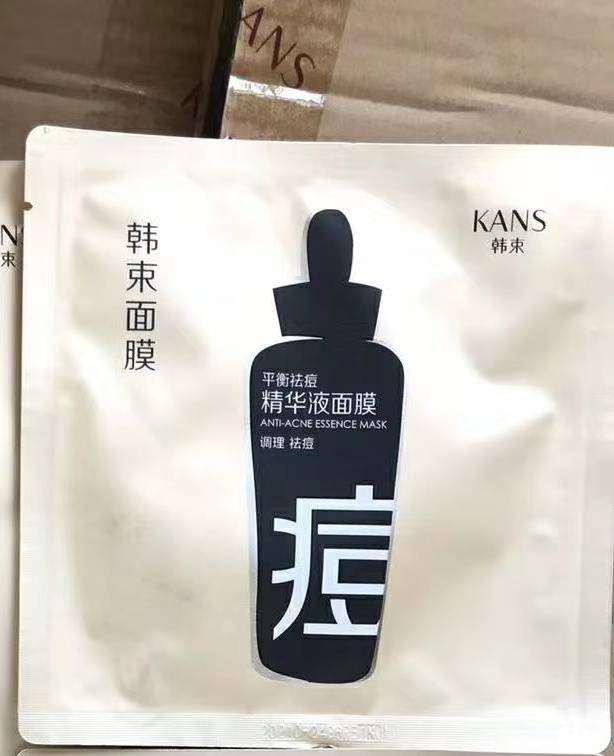 KANS
KANS
韩束
韩束面膜
平衡祛痘
精华液面膜
ANTI-ACNE ESSENCE MASK
调理 祛痘
痘